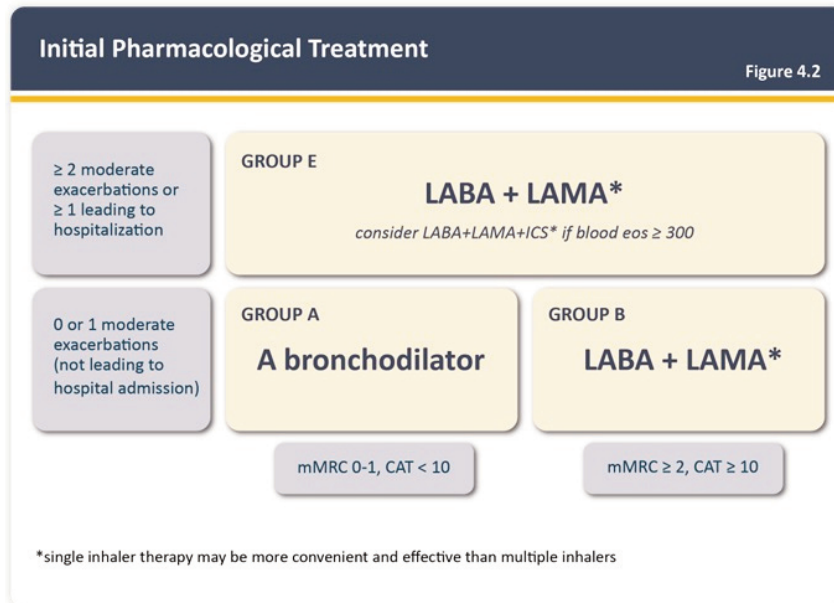 Initial Pharmacological Treatment
Figure 4.2
≥ 2 moderate
exacerbations or
≥ 1 leading to
hospitalization
GROUP E
LABA + LAMA*
consider LABA+LAMA+ICS* if blood eos ≥ 300
0 or 1 moderate
exacerbations
(not leading to
hospital admission)
GROUP A
A bronchodilator
GROUP B
LABA + LAMA*
mMRC 0-1, CAT < 10
mMRC ≥ 2, CAT ≥ 10
*single inhaler therapy may be more convenient and effective than multiple inhalers